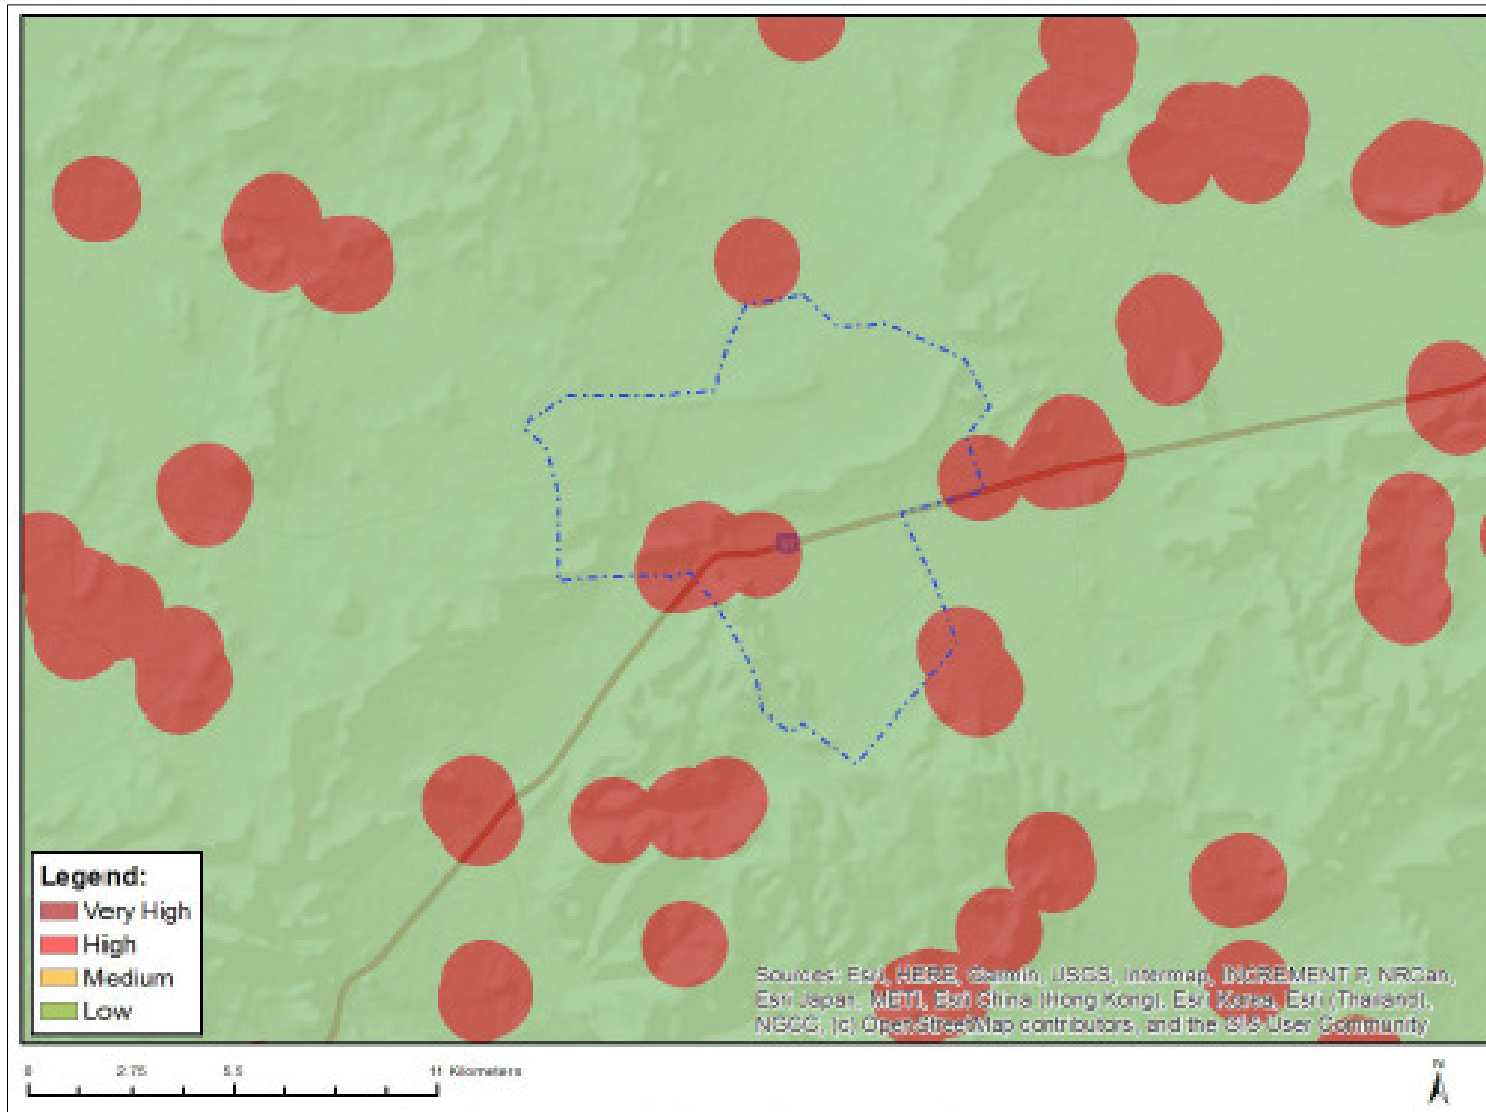 Legend:
Very High
High
Medium
Low
Sources: Esri, HERE, Garmin, USGS, Intermap, INCREMENT P, NRCan,
Esri Japan, METI, Esri China (Hong Kong), Esri Korea, Esri (Thailand),
NGCC, (c) OpenStreetMap contributors, and the GIS User Community
0 2.75 5.5 11 Kilometers
N